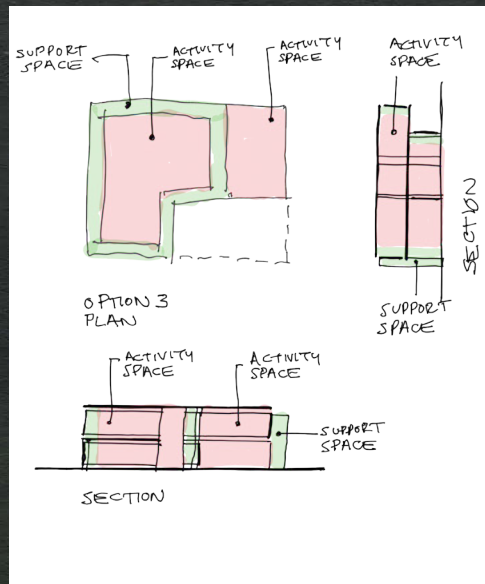 SUPPORT
SPACE
ACTIVITY
SPACE
ACTIVITY
SPACE
ACTIVITY
SPACE
OPTION 3
PLAN
SECTION
SUPPORT
SPACE
ACTIVITY
SPACE
ACTIVITY
SPACE
SUPPORT
SPACE
SECTION